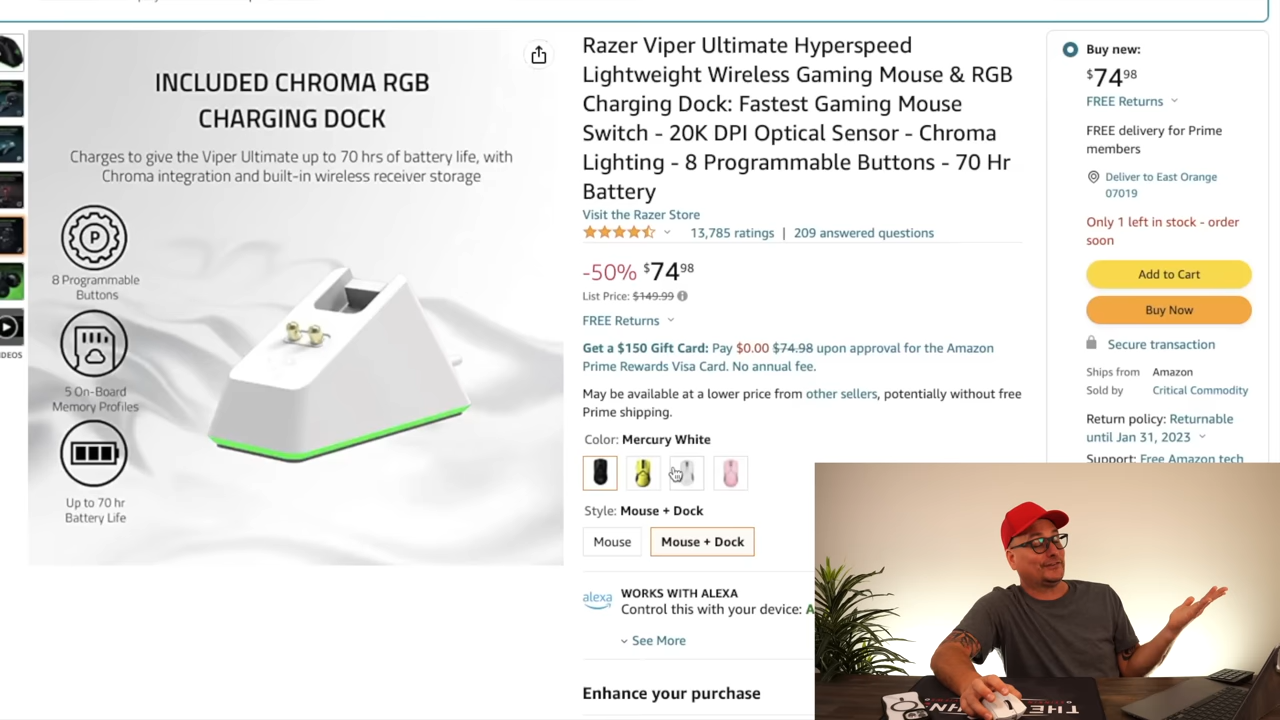 INCLUDED CHROMA RGB
CHARGING DOCK
Charges to give the Viper Ultimate up to 70 hrs of battery life, with
Chroma integration and built-in wireless receiver storage
P
8 Programmable
Buttons
5 On-Board
Memory Profiles
Up to 70 hr
Battery Life
Razer Viper Ultimate Hyperspeed
Lightweight Wireless Gaming Mouse & RGB
Charging Dock: Fastest Gaming Mouse
Switch - 20K DPI Optical Sensor - Chroma
Lighting - 8 Programmable Buttons - 70 Hr
Battery
Visit the Razer Store
13,785 ratings | 209 answered questions
-50% $7498
List Price: $149.99
FREE Returns
Get a $150 Gift Card: Pay $0.00 $74.98 upon approval for the Amazon
Prime Rewards Visa Card. No annual fee.
May be available at a lower price from other sellers, potentially without free
Prime shipping.
Color: Mercury White
Style: Mouse + Dock
Mouse
Mouse + Dock
alexa
WORKS WITH ALEXA
Control this with your device:
See More
Enhance your purchase
Buy new:
$7498
FREE Returns
FREE delivery for Prime
members
Deliver to East Orange
07019
Only 1 left in stock - order
soon
Add to Cart
Buy Now
Secure transaction
Ships from Amazon
Sold by Critical Commodity
Return policy: Returnable
until Jan 31, 2023
Support: Free Amazon tech